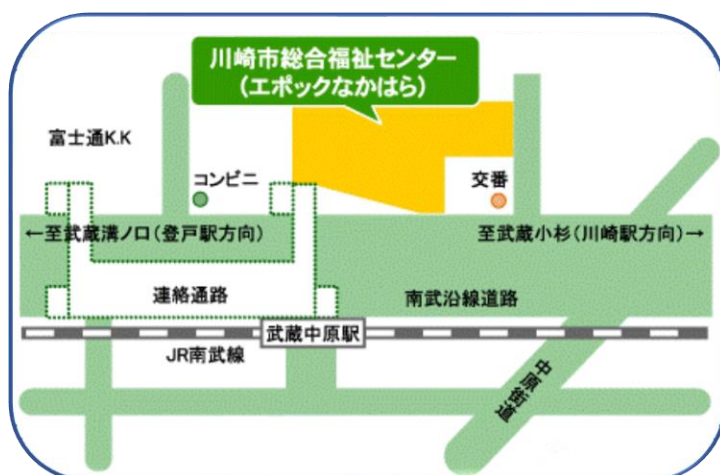 川崎市総合福祉センター
(エポックなかはら)
富士通K.K
コンビニ
交番
←至武蔵溝ノ口(登戸駅方向)
至武蔵小杉(川崎駅方向)→
連絡通路
南武沿線道路
武蔵中原駅
JR南武線
中原街道